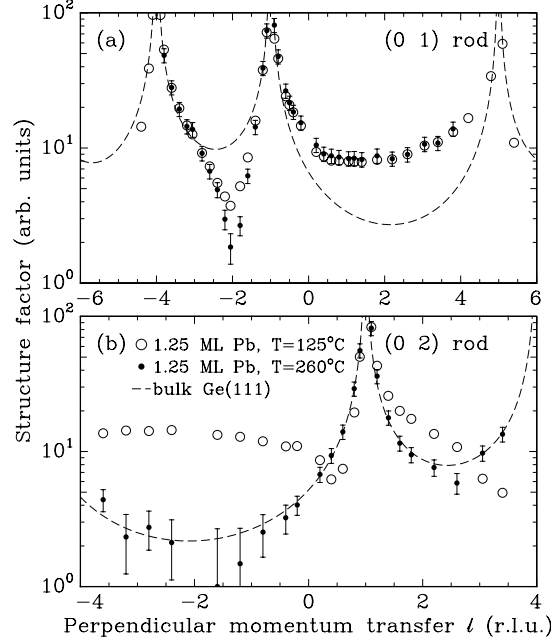 (a)
(0 1) rod
10²
10¹
10⁰
−6 −4 −2 0 2 4 6
Structure factor (arb. units)
(b)
(0 2) rod
○ 1.25 ML Pb, T=125°C
● 1.25 ML Pb, T=260°C
--- bulk Ge(111)
10²
10¹
10⁰
−4 −2 0 2 4
Perpendicular momentum transfer ℓ (r.l.u.)